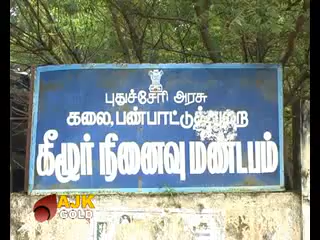 புதுச்சேரி அரசு
கலை,பண்பாட்டுத்துறை
கீழூர் நினைவு மண்டபம்
AJK
GOLD